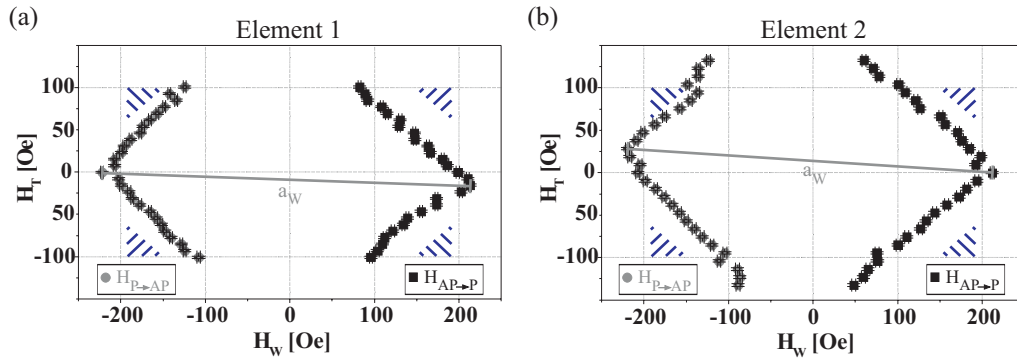 (a)
Element 1
H_T [Oe]
100
50
0
50
-100
a_W
H_P→AP
H_AP→P
-200
-100
0
100
200
H_W [Oe]
(b)
Element 2
H_T [Oe]
100
50
0
50
-100
a_W
H_P→AP
H_AP→P
-200
-100
0
100
200
H_W [Oe]